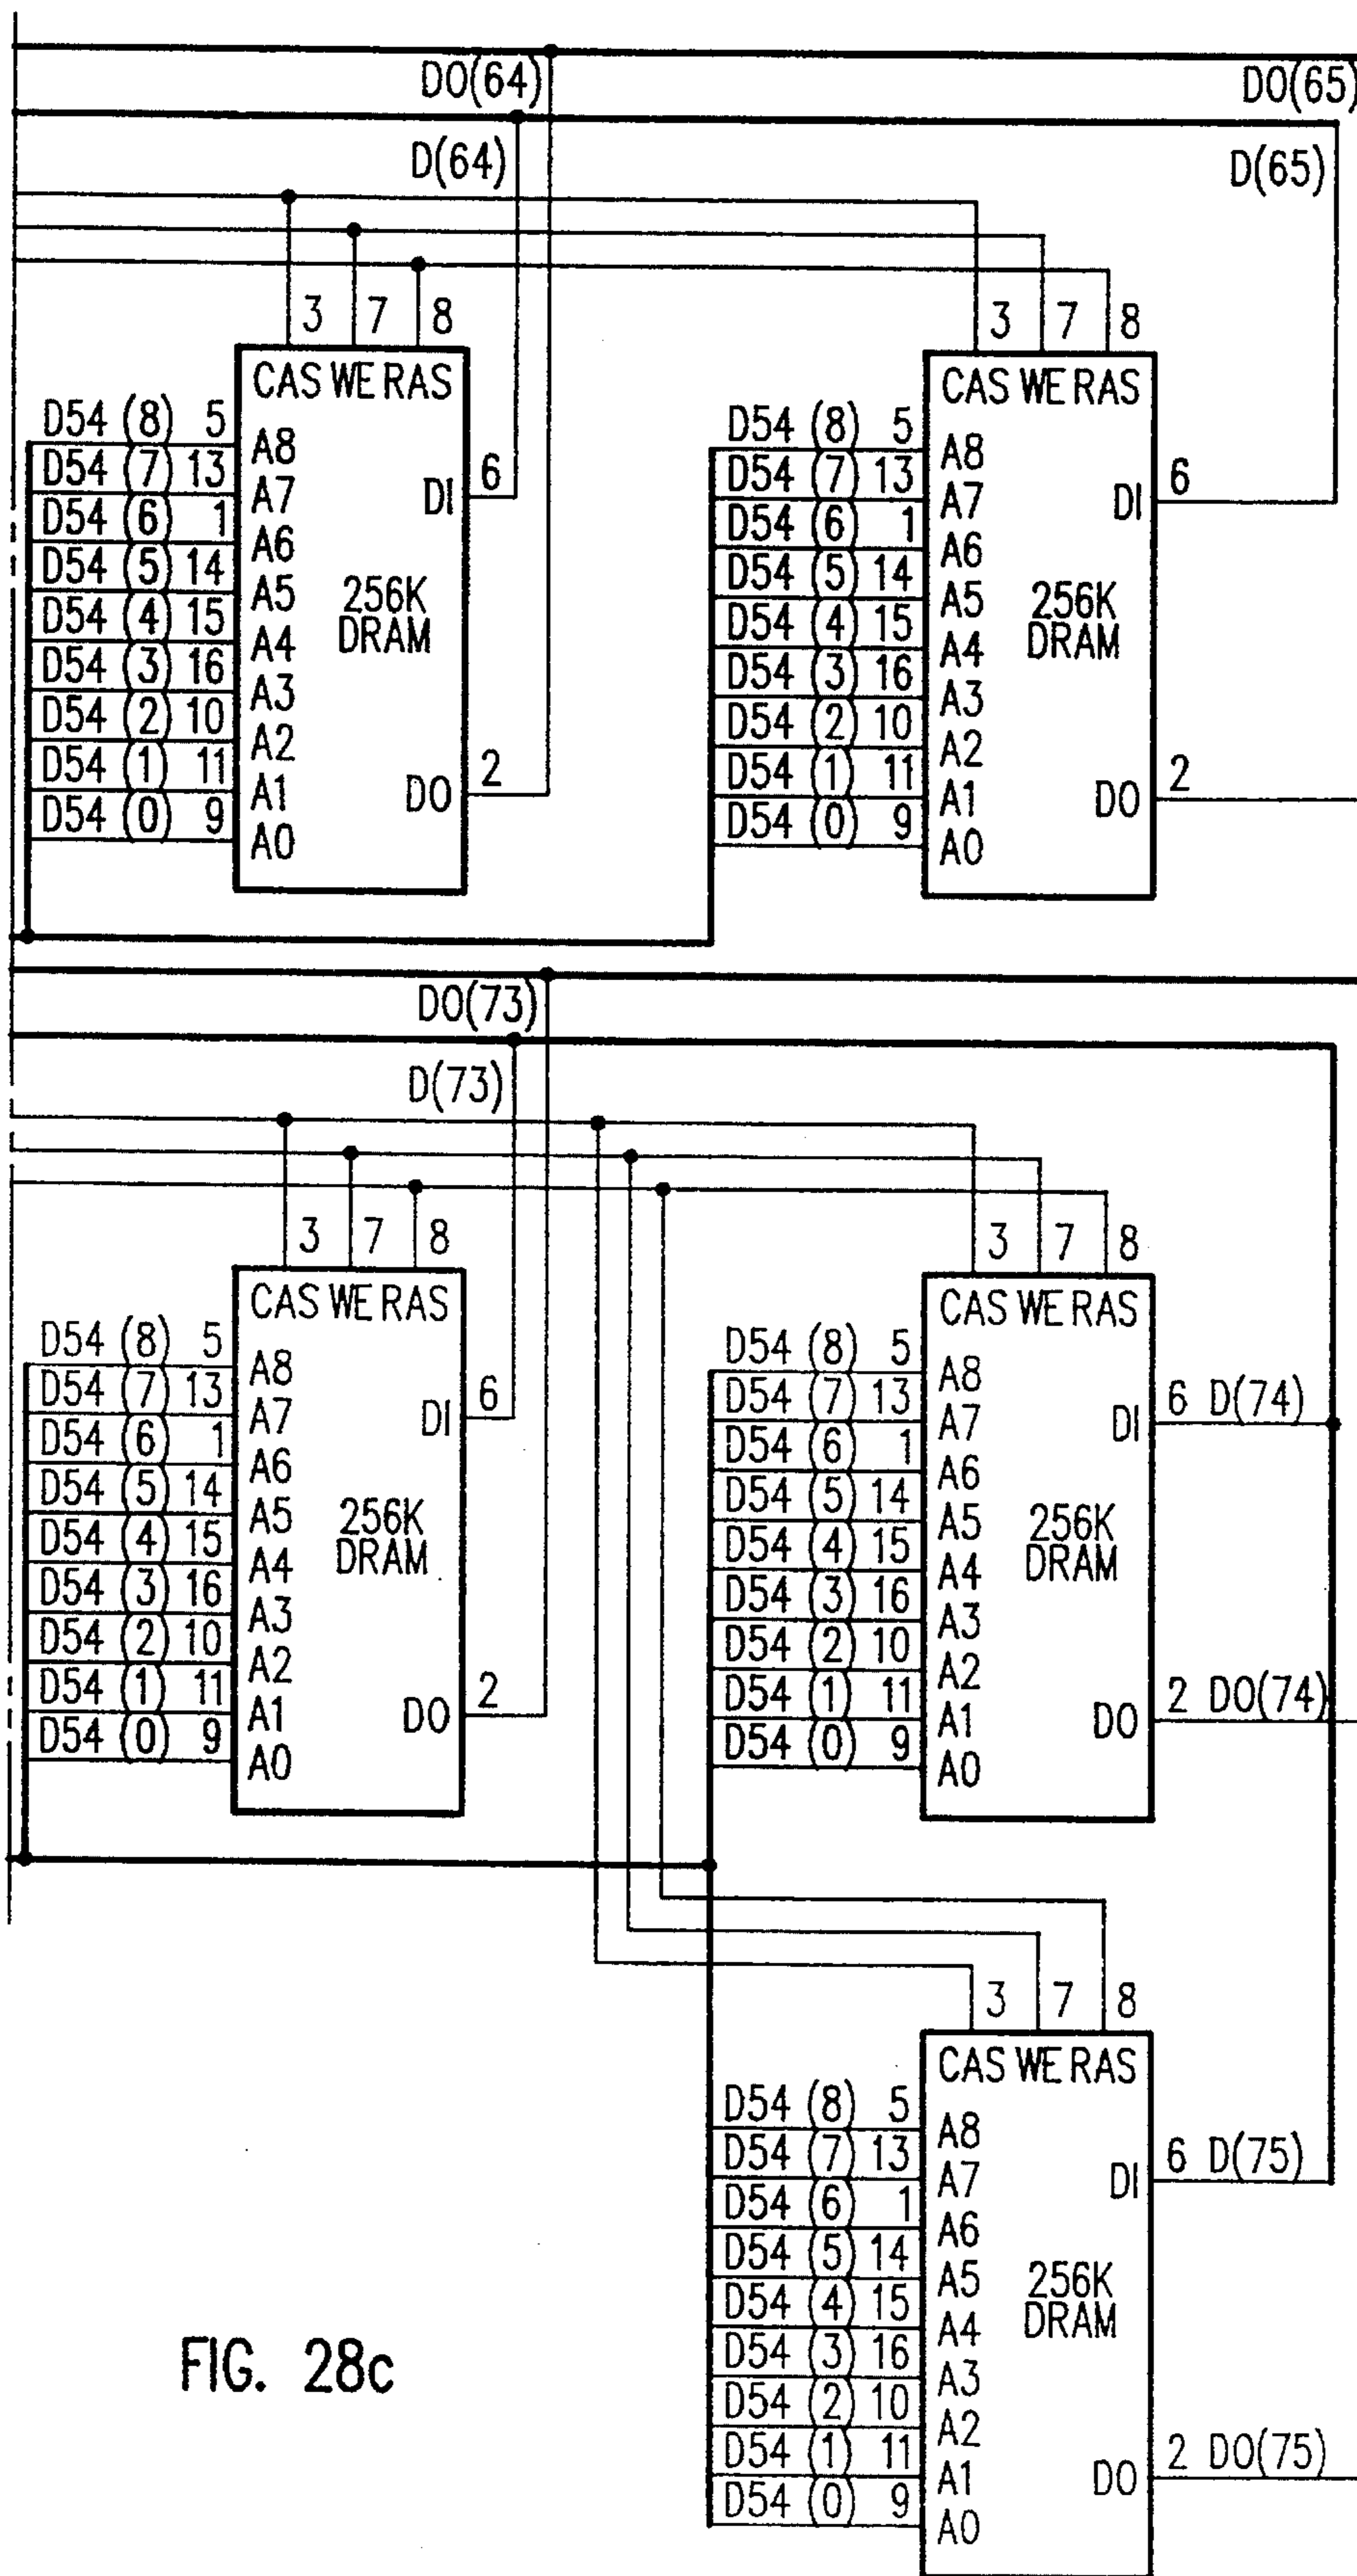 DO(64) DO(65)
D(64) D(65)
3 7 8
CAS WE RAS
D54 (8) 5 A8
D54 (7) 13 A7
D54 (6) 1 A6
D54 (5) 14 A5
D54 (4) 15 A4
D54 (3) 16 A3
D54 (2) 10 A2
D54 (1) 11 A1
D54 (0) 9 A0
DI 6
256K
DRAM
DO 2
3 7 8
CAS WE RAS
D54 (8) 5 A8
D54 (7) 13 A7
D54 (6) 1 A6
D54 (5) 14 A5
D54 (4) 15 A4
D54 (3) 16 A3
D54 (2) 10 A2
D54 (1) 11 A1
D54 (0) 9 A0
DI 6
256K
DRAM
DO 2
DO(73)
D(73)
3 7 8
CAS WE RAS
D54 (8) 5 A8
D54 (7) 13 A7
D54 (6) 1 A6
D54 (5) 14 A5
D54 (4) 15 A4
D54 (3) 16 A3
D54 (2) 10 A2
D54 (1) 11 A1
D54 (0) 9 A0
DI 6
256K
DRAM
DO 2
3 7 8
CAS WE RAS
D54 (8) 5 A8
D54 (7) 13 A7
D54 (6) 1 A6
D54 (5) 14 A5
D54 (4) 15 A4
D54 (3) 16 A3
D54 (2) 10 A2
D54 (1) 11 A1
D54 (0) 9 A0
DI 6 D(74)
256K
DRAM
DO 2 DO(74)
3 7 8
CAS WE RAS
D54 (8) 5 A8
D54 (7) 13 A7
D54 (6) 1 A6
D54 (5) 14 A5
D54 (4) 15 A4
D54 (3) 16 A3
D54 (2) 10 A2
D54 (1) 11 A1
D54 (0) 9 A0
DI 6 D(75)
256K
DRAM
DO 2 DO(75)
FIG. 28c